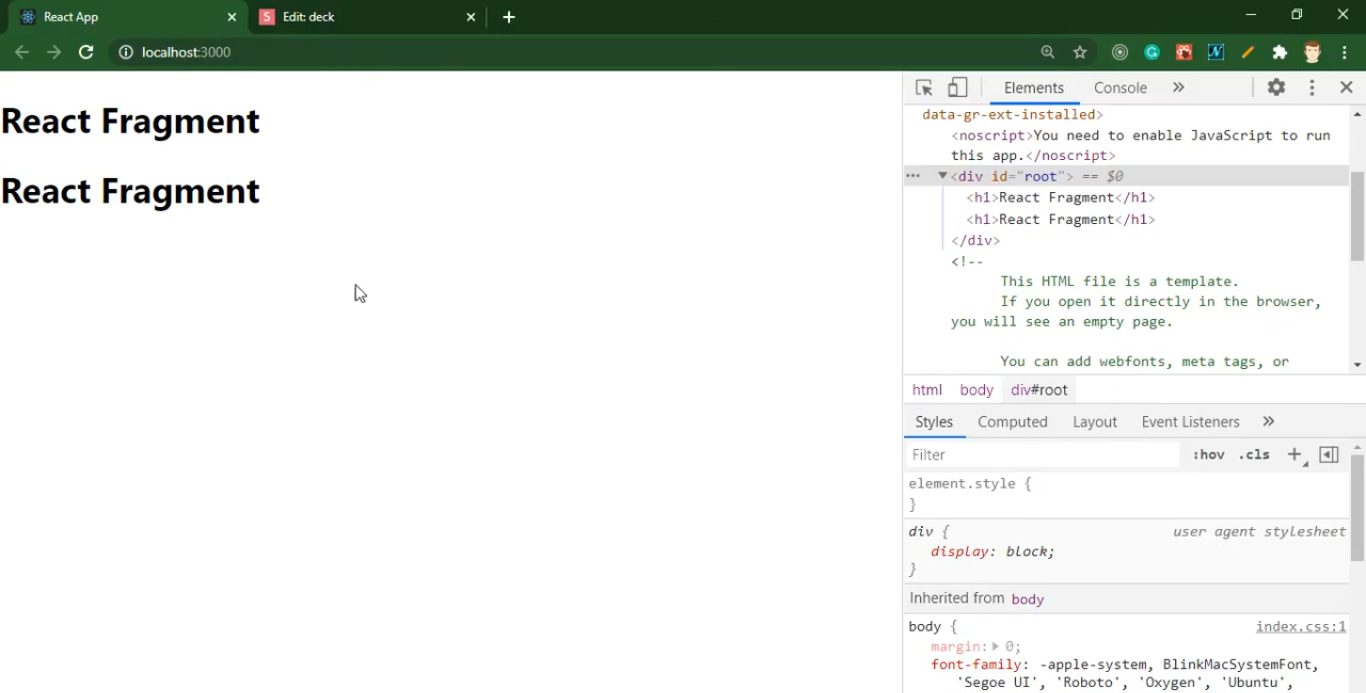 React App
S Edit: deck
localhost:3000
React Fragment
React Fragment
Elements Console
data-gr-ext-installed>
<noscript>You need to enable JavaScript to run
this app.</noscript>
<div id="root"> == $0
<h1>React Fragment</h1>
<h1>React Fragment</h1>
</div>
<!--
This HTML file is a template.
If you open it directly in the browser,
you will see an empty page.
You can add webfonts, meta tags, or
html body div#root
Styles Computed Layout Event Listeners
Filter :hov .cls
element.style {
}
div { user agent stylesheet
display: block;
}
Inherited from body
body { index.css:1
margin: 0;
font-family: -apple-system, BlinkMacSystemFont,
'Segoe UI', 'Roboto', 'Oxygen', 'Ubuntu',